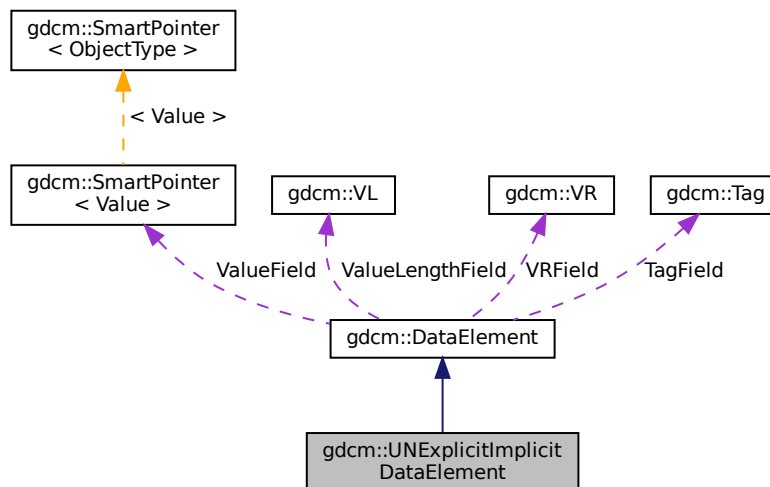 gdcm::SmartPointer
< ObjectType >
< Value >
gdcm::SmartPointer
< Value >
gdcm::VL
gdcm::VR
gdcm::Tag
ValueField
ValueLengthField
VRField
TagField
gdcm::DataElement
gdcm::UNExplicitImplicit
DataElement